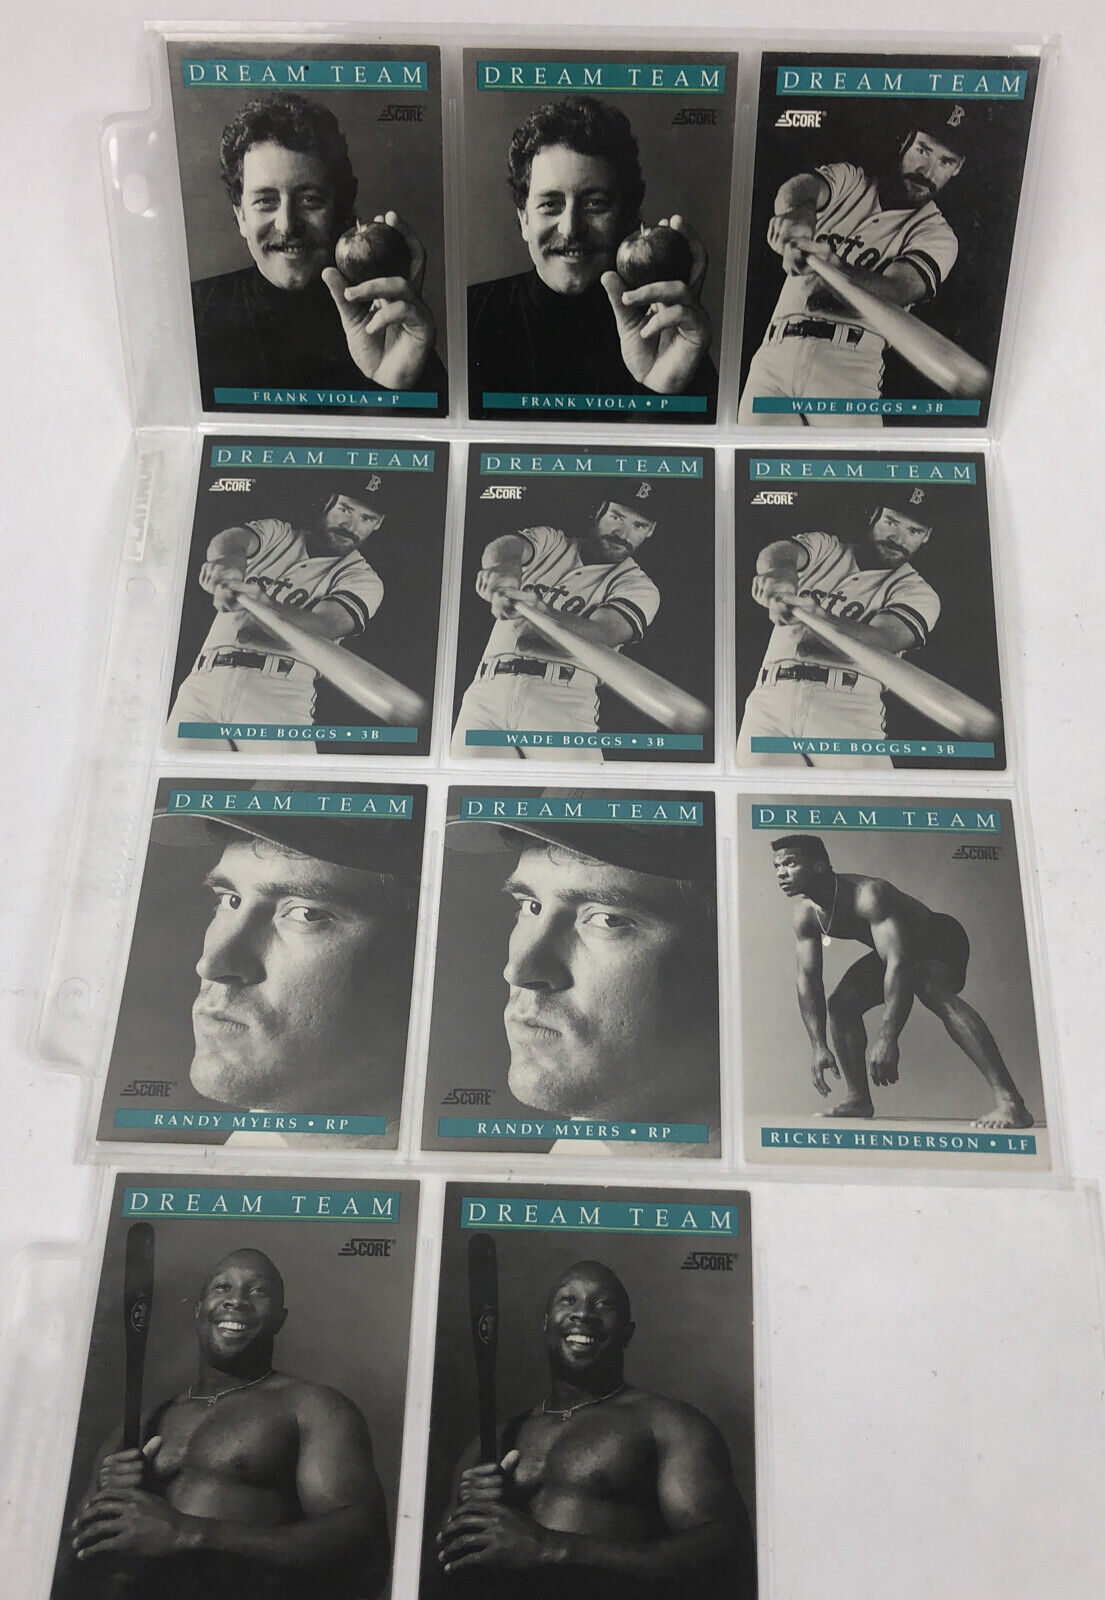 DREAM TEAM
SCORE
FRANK VIOLA • P
DREAM TEAM
SCORE
FRANK VIOLA • P
DREAM TEAM
SCORE
B
WADE BOGGS • 3B
DREAM TEAM
SCORE
B
WADE BOGGS • 3B
DREAM TEAM
SCORE
B
WADE BOGGS • 3B
DREAM TEAM
SCORE
B
WADE BOGGS • 3B
PLATINUM
DREAM TEAM
SCORE
RANDY MYERS • RP
DREAM TEAM
SCORE
RANDY MYERS • RP
DREAM TEAM
SCORE
RICKEY HENDERSON • LF
DREAM TEAM
SCORE
DREAM TEAM
SCORE